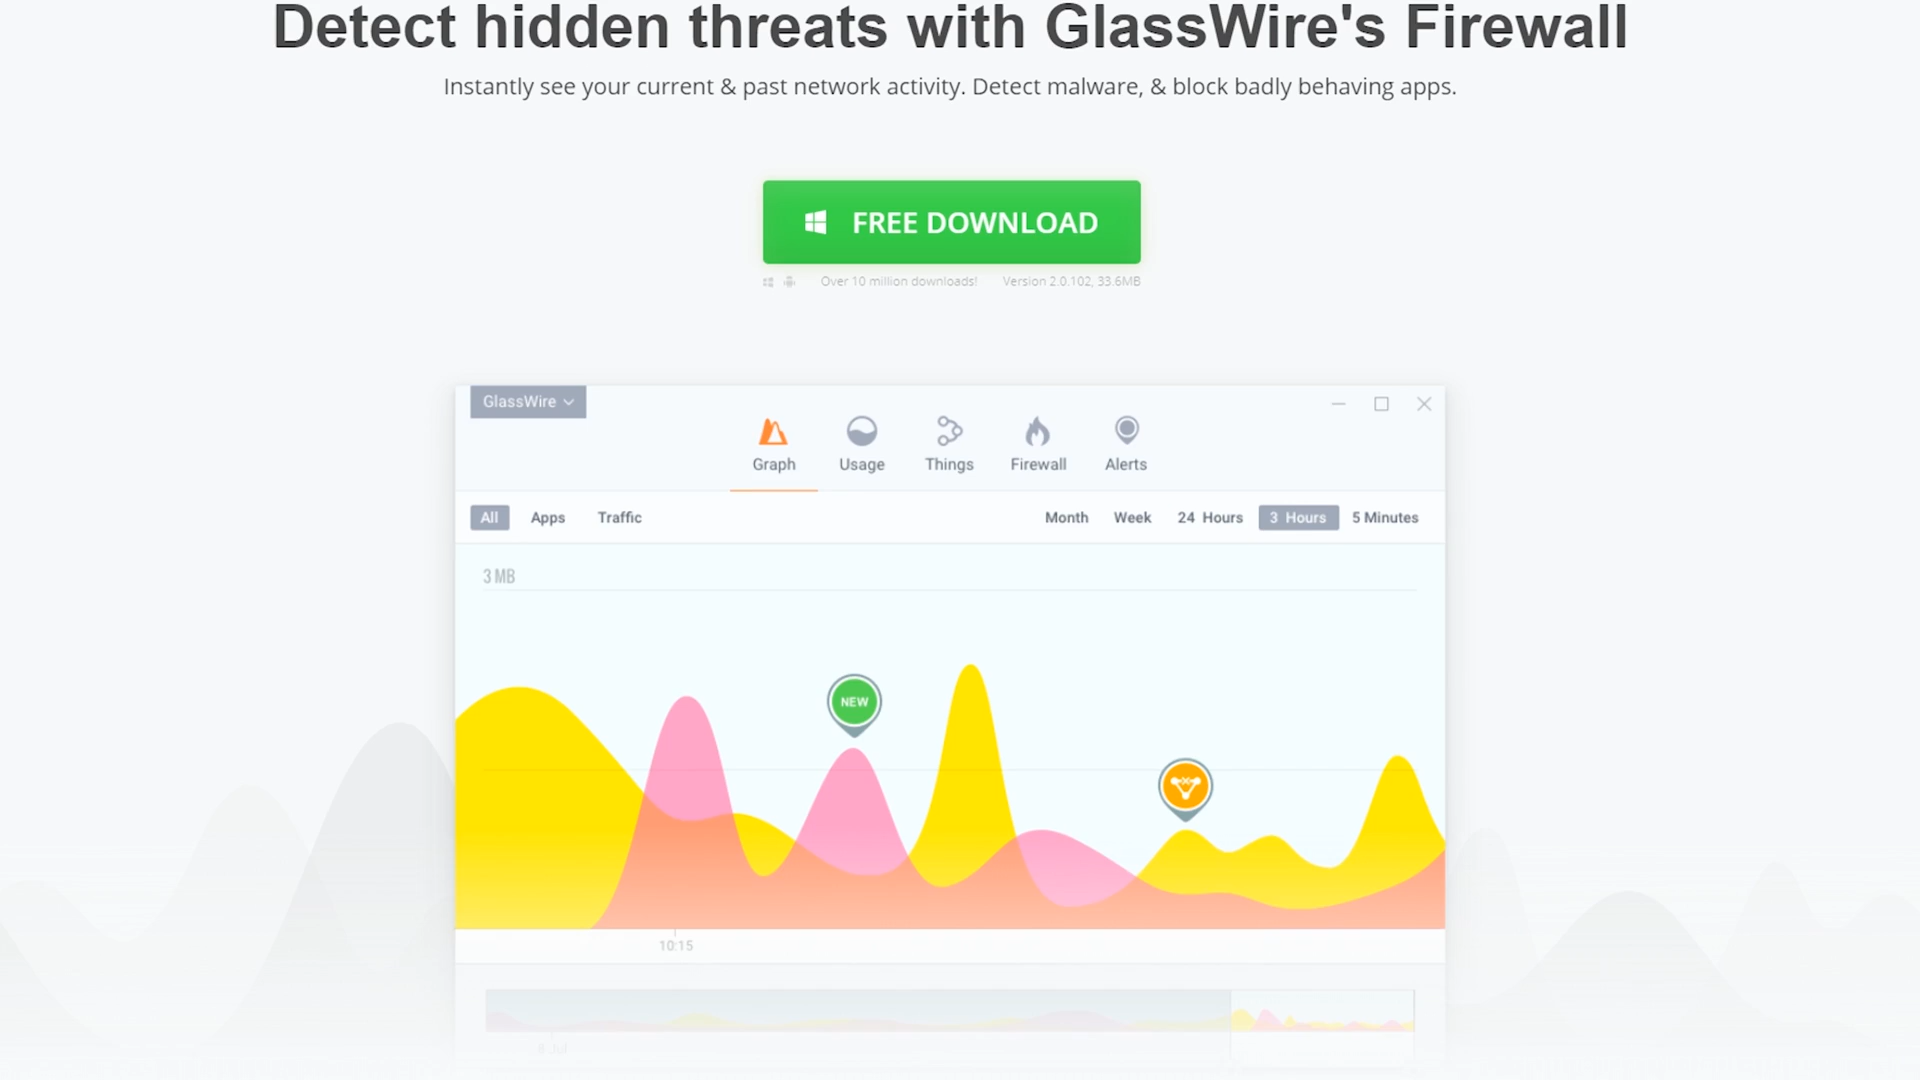 Detect hidden threats with GlassWire's Firewall
Instantly see your current & past network activity. Detect malware, & block badly behaving apps.
FREE DOWNLOAD
Over 10 million downloads! Version 2.0.102, 33.6MB
GlassWire
Graph Usage Things Firewall Alerts
All Apps Traffic Month Week 24 Hours 3 Hours 5 Minutes
3 MB
NEW
10:15